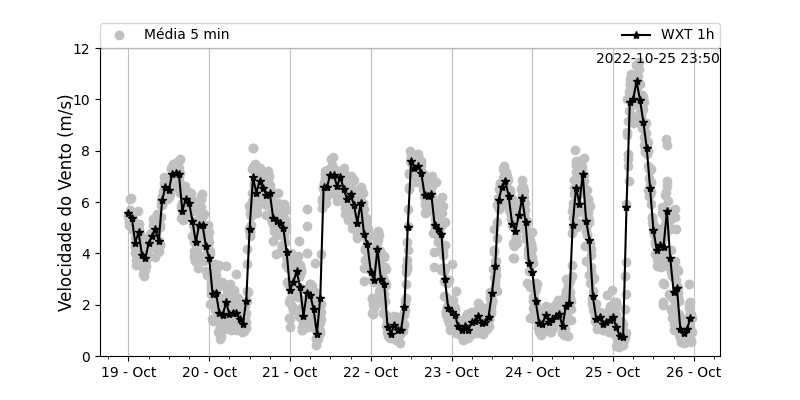 Média 5 min
WXT 1h
2022-10-25 23:50
Velocidade do Vento (m/s)
12
10
8
6
4
2
0
19 - Oct 20 - Oct 21 - Oct 22 - Oct 23 - Oct 24 - Oct 25 - Oct 26 - Oct